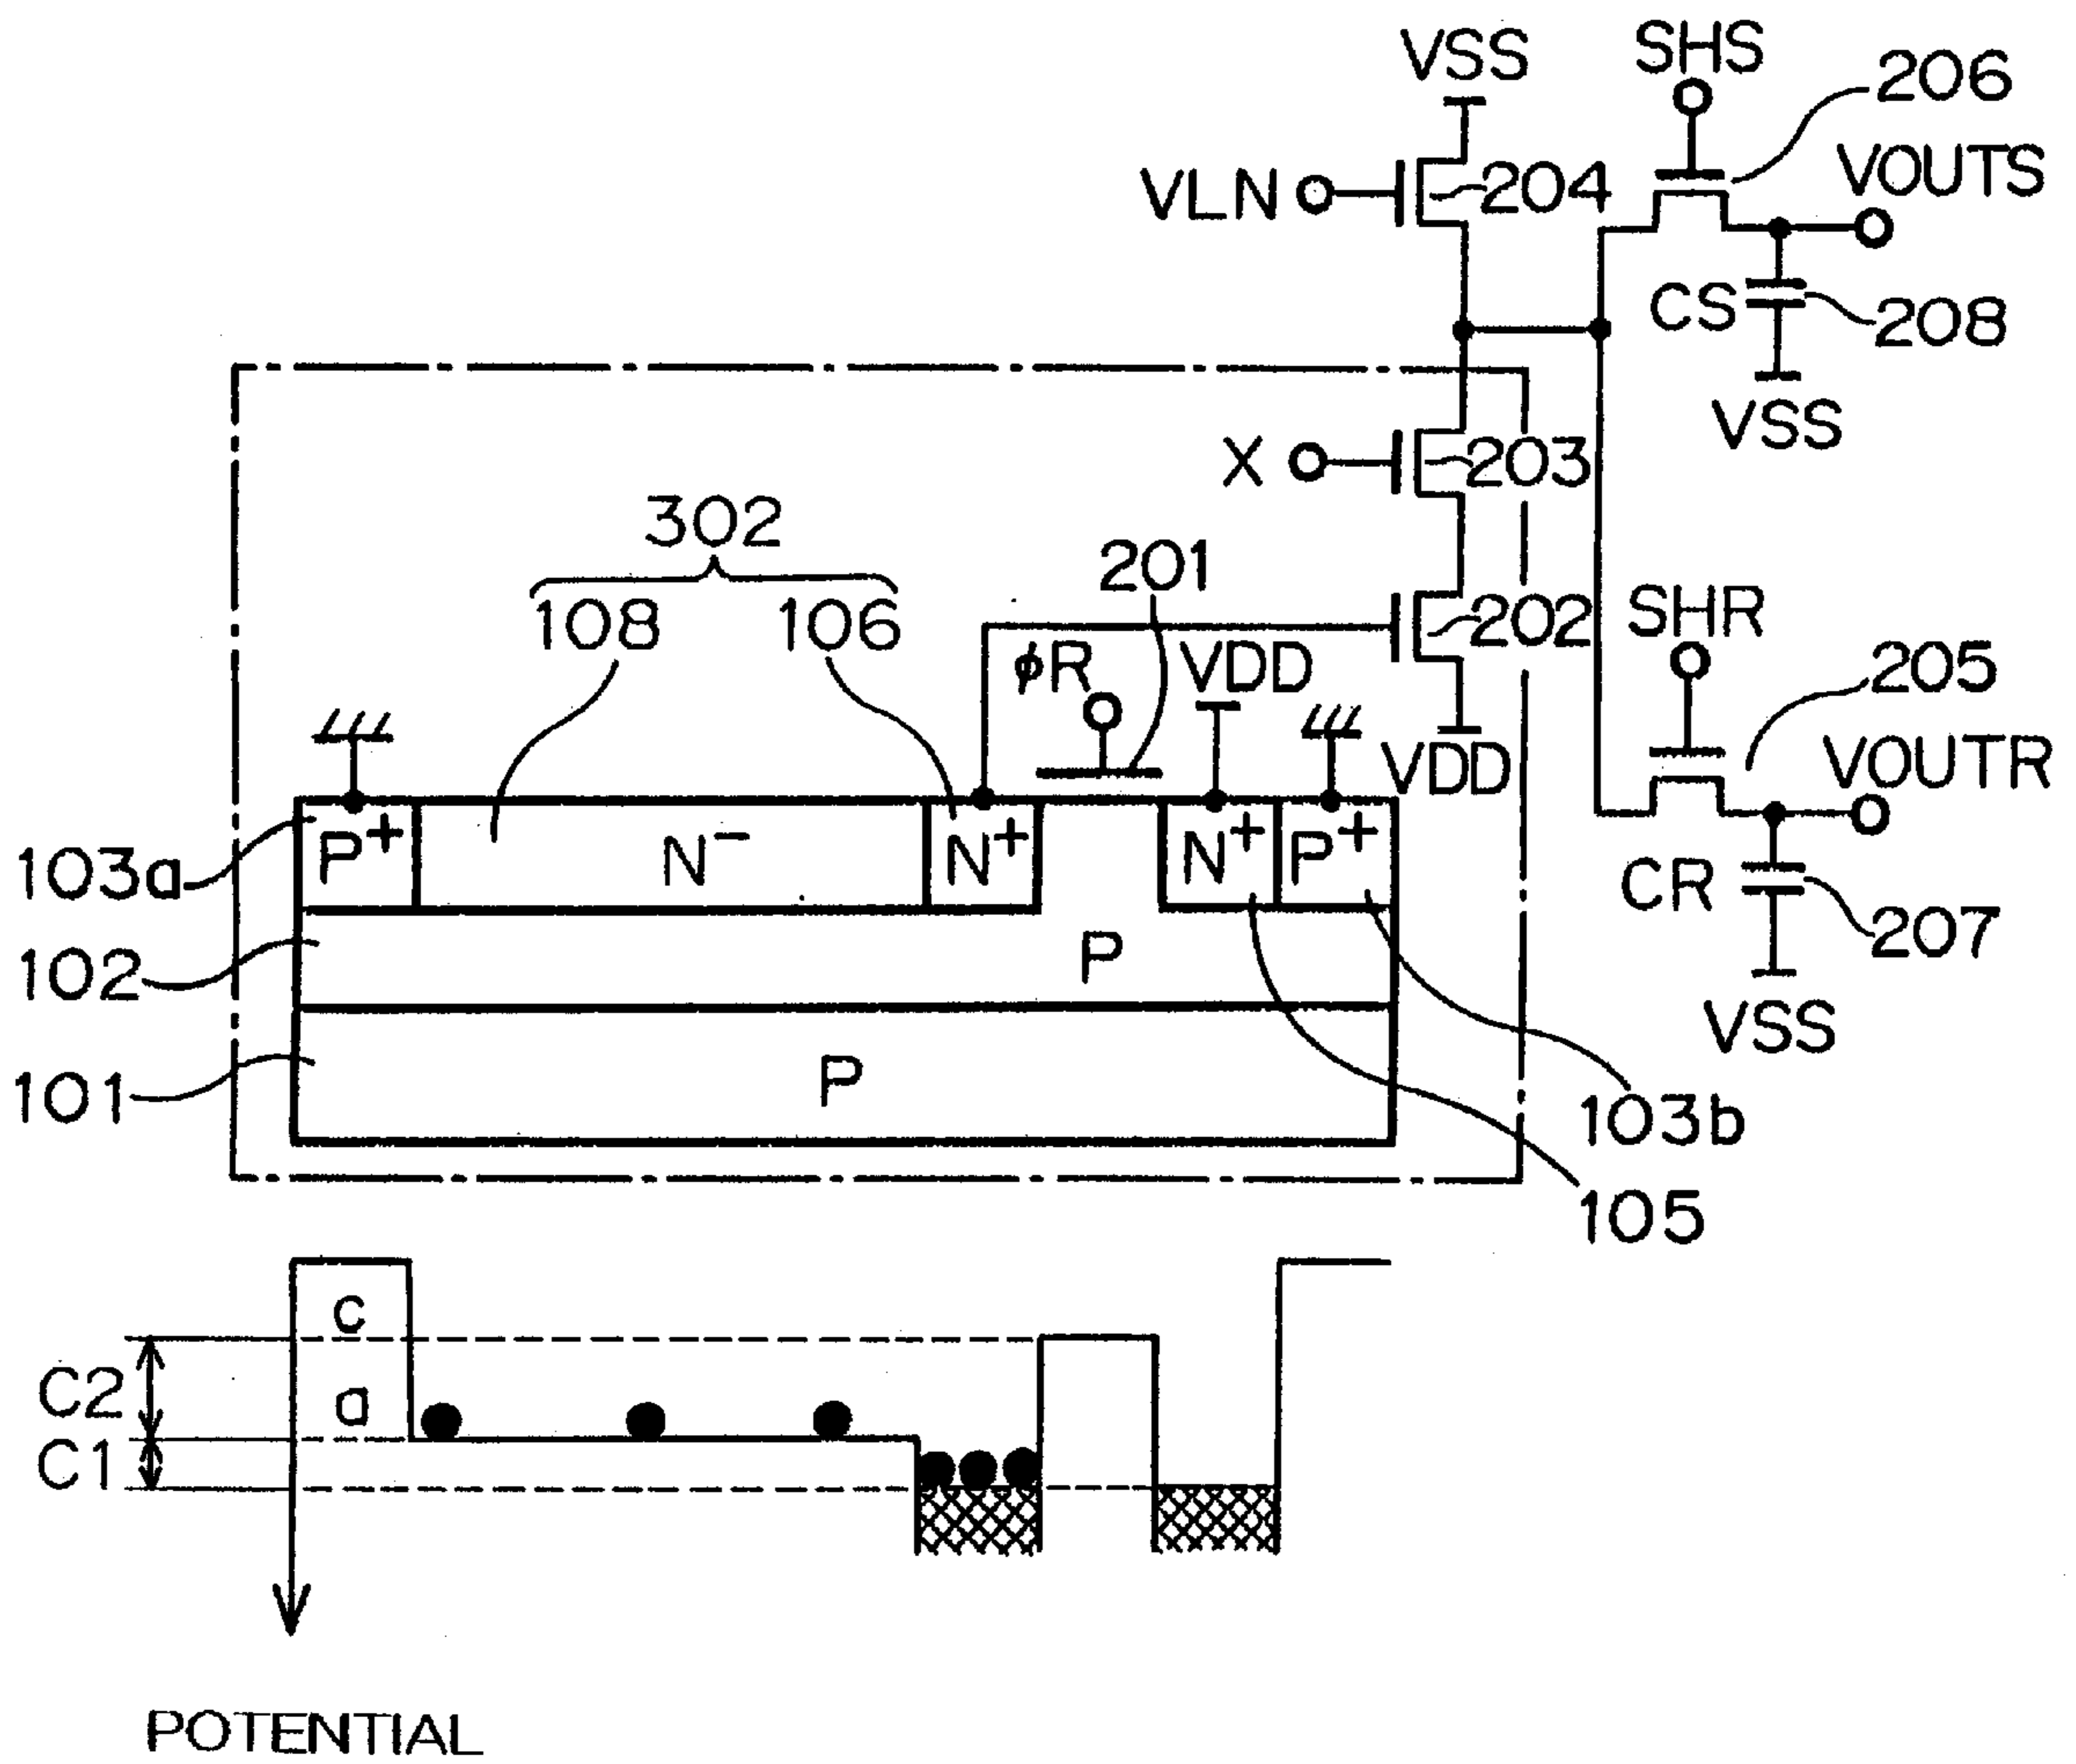 VSS
SHS
206
VOUTS
VLN
204
CS
208
VSS
X
203
302
108
106
201
202
SHR
205
φR
VDD
VDD
VOUTR
103a
P+
N−
N+
N+
P+
CR
207
102
P
VSS
101
P
103b
105
c
C2
a
C1
POTENTIAL